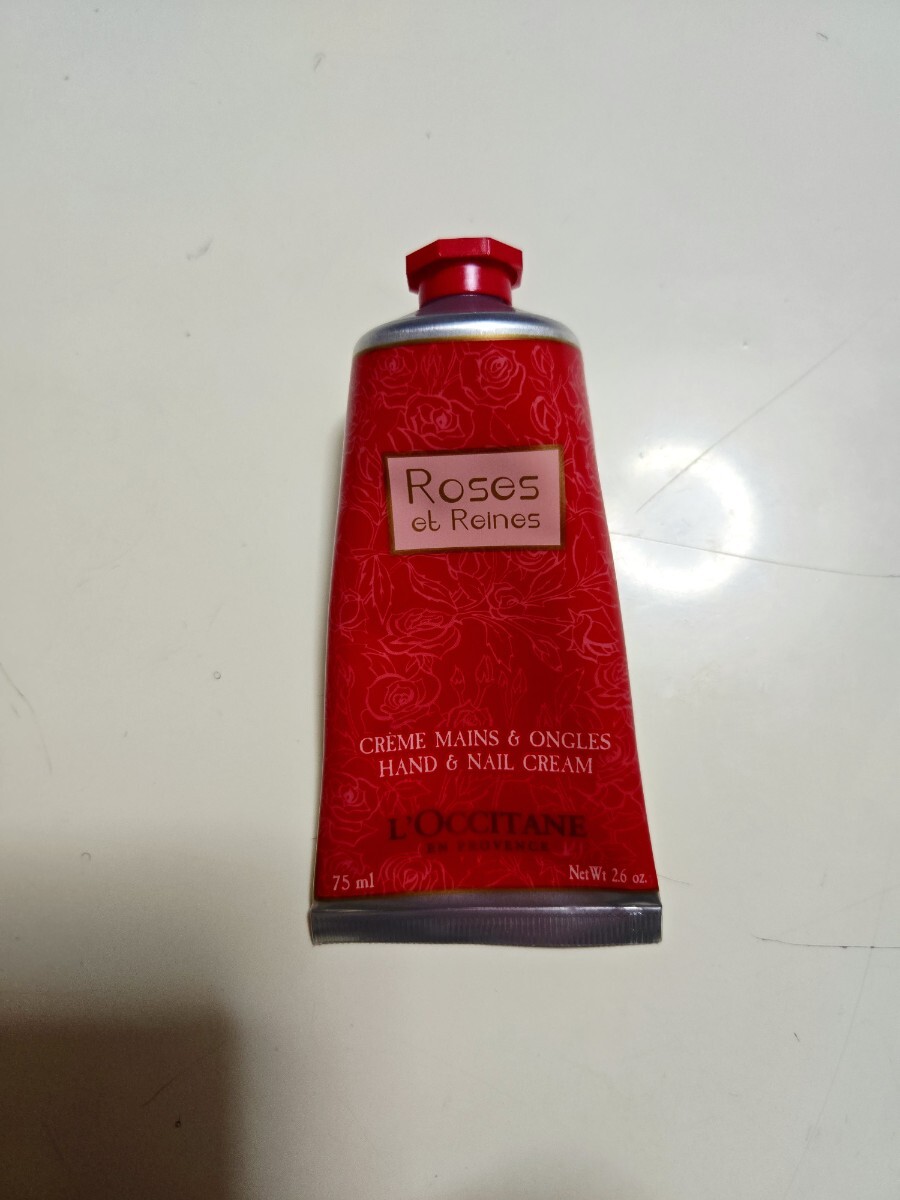 Roses
et Reines
CRÈME MAINS & ONGLES
HAND & NAIL CREAM
L'OCCITANE
EN PROVENCE
75 ml
NetWt 2.6 oz.